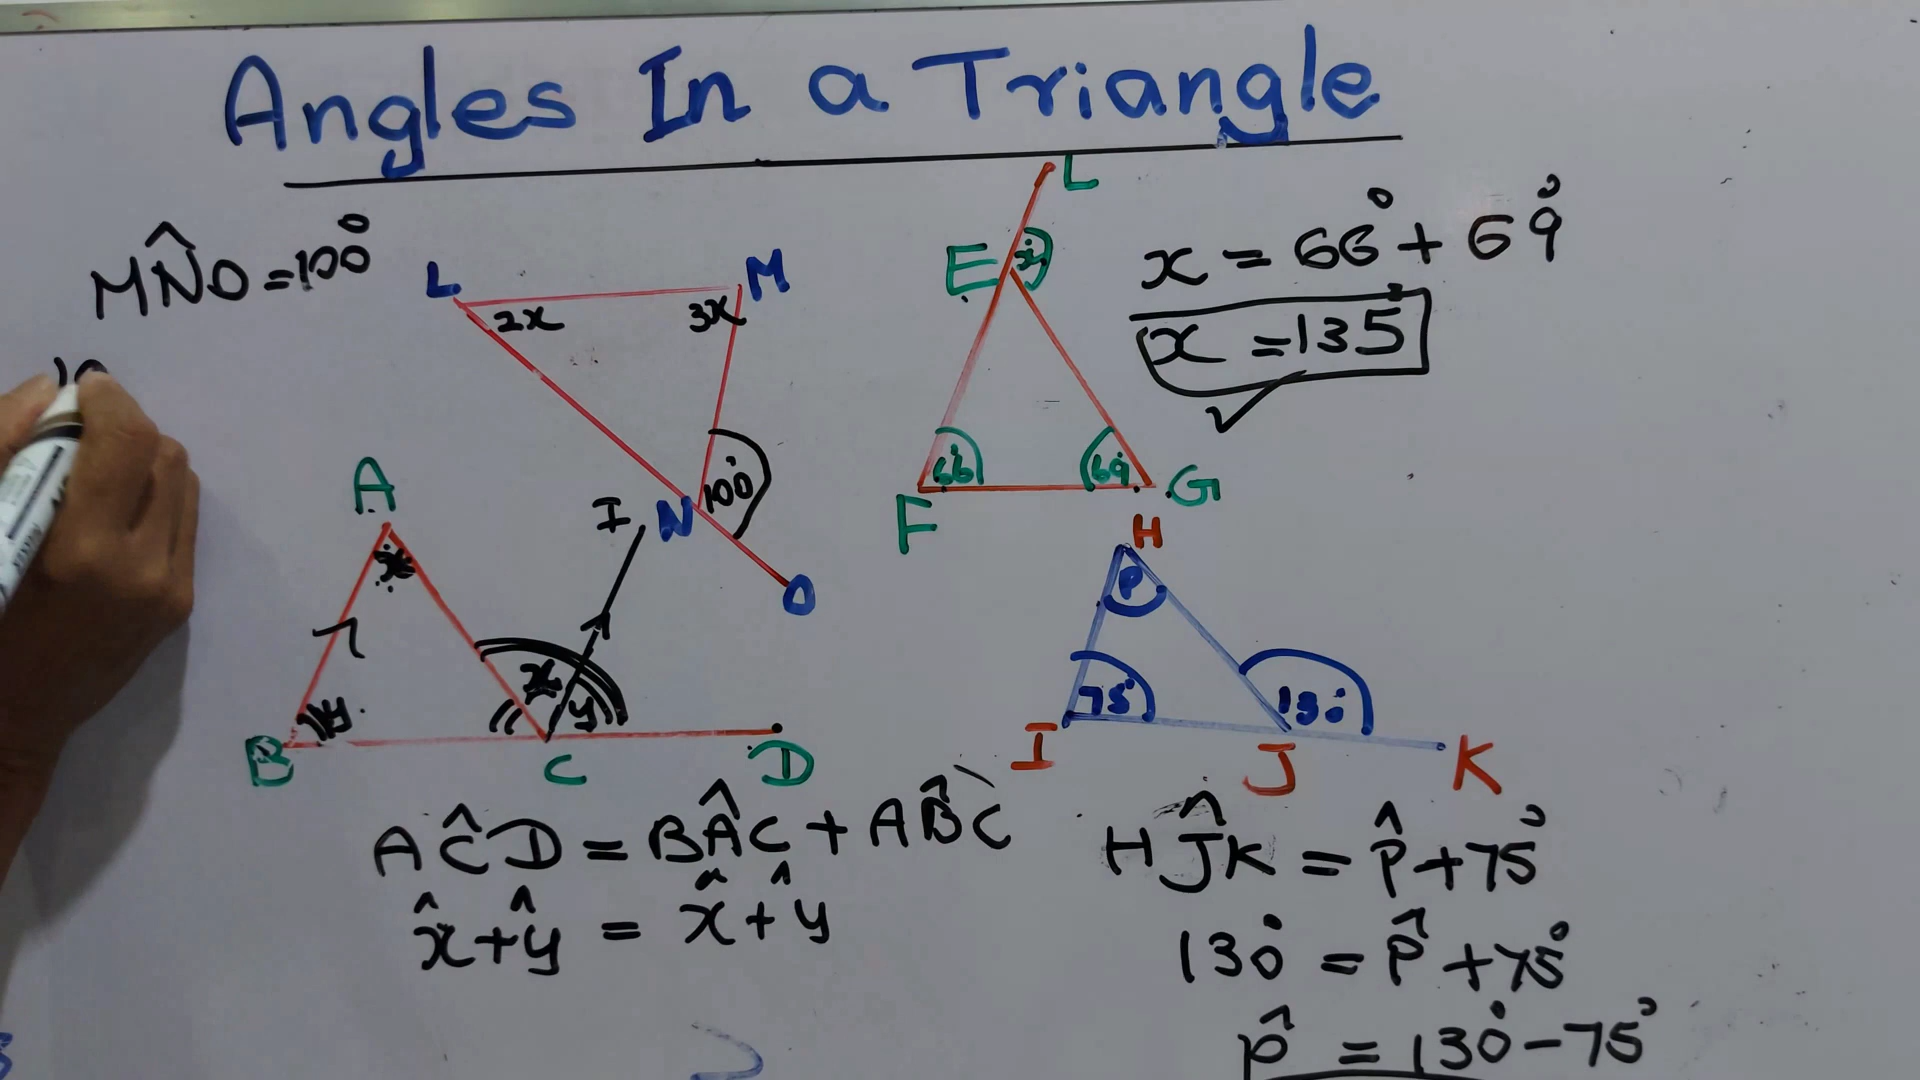 Angles In a Triangle
MN̂O = 100°
10
L
M
2x
3x
N
100°
O
L
E
x
66°
69°
F
G
x = 66° + 69°
x = 135°
A
x
y
B
C
D
I
x
y
H
P
75°
130°
I
J
K
AĈD = BÂC + AB̂C
x̂ + ŷ = x̂ + ŷ
HĴK = P̂ + 75°
130° = P̂ + 75°
P̂ = 130° - 75°